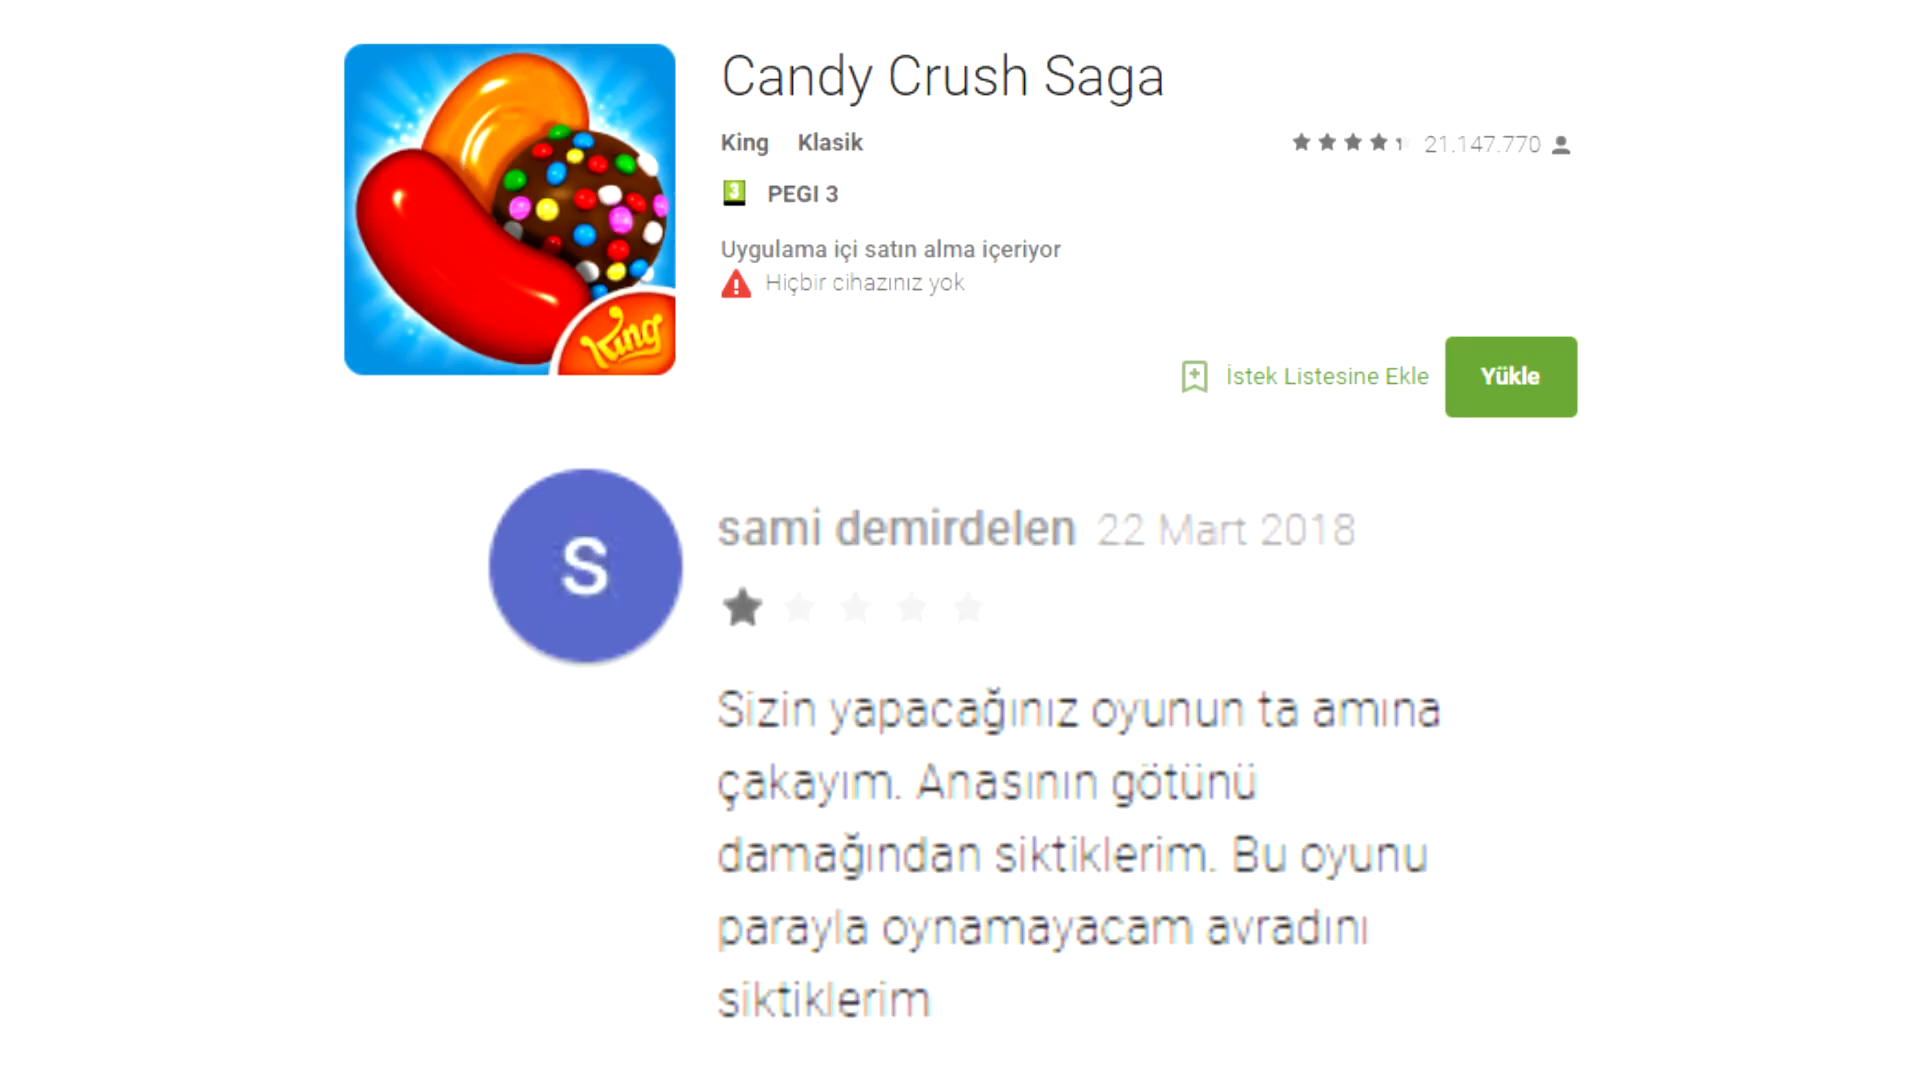 Candy Crush Saga
King Klasik
21.147.770
3 PEGI 3
Uygulama içi satın alma içeriyor
Hiçbir cihazınız yok
King
İstek Listesine Ekle Yükle
S
sami demirdelen 22 Mart 2018
Sizin yapacağınız oyunun ta amına
çakayım. Anasının götünü
damağından siktiklerim. Bu oyunu
parayla oynamayacam avradını
siktiklerim